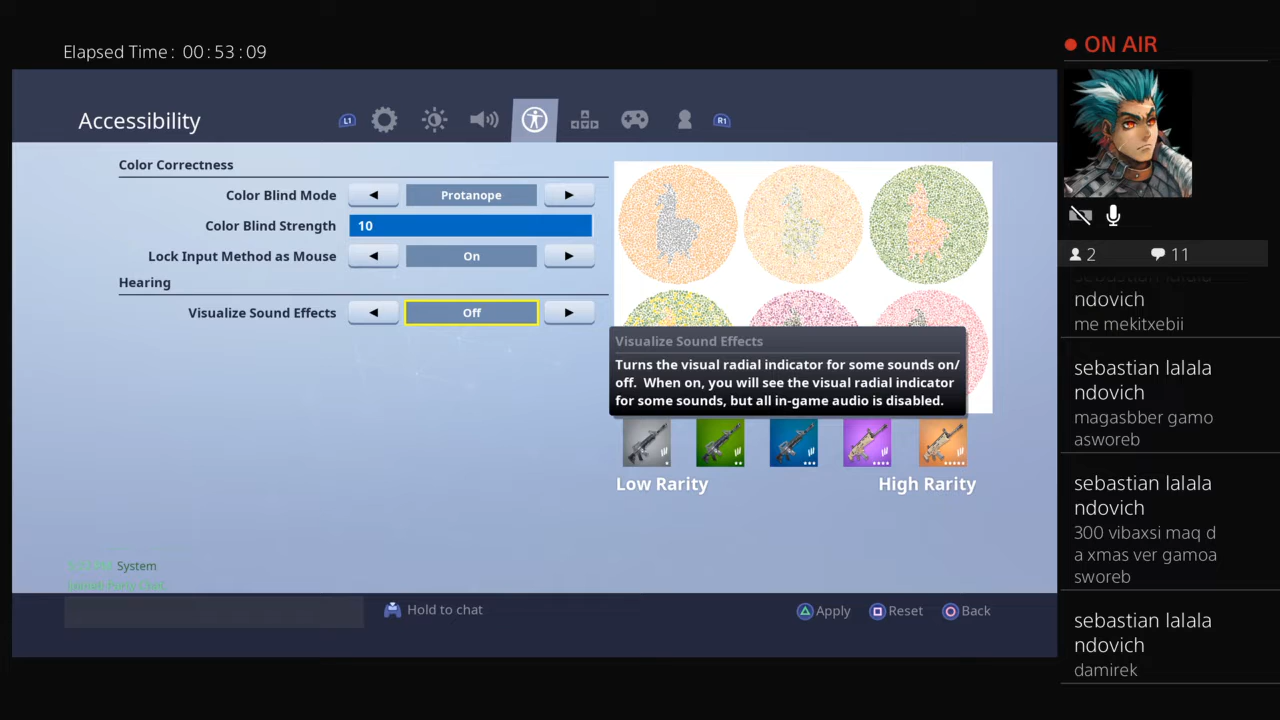 Elapsed Time: 00:53:09
ON AIR
Accessibility
L1
R1
Color Correctness
Color Blind Mode
◀
Protanope
▶
Color Blind Strength
10
Lock Input Method as Mouse
◀
On
▶
Hearing
Visualize Sound Effects
◀
Off
▶
Visualize Sound Effects
Turns the visual radial indicator for some sounds on/
off. When on, you will see the visual radial indicator
for some sounds, but all in-game audio is disabled.
Low Rarity
High Rarity
System
Hold to chat
Apply
Reset
Back
2
11
ndovich
me mekitxebii
sebastian lalala
ndovich
magasbber gamo
asworeb
sebastian lalala
ndovich
300 vibaxsi maq d
a xmas ver gamoa
sworeb
sebastian lalala
ndovich
damirek